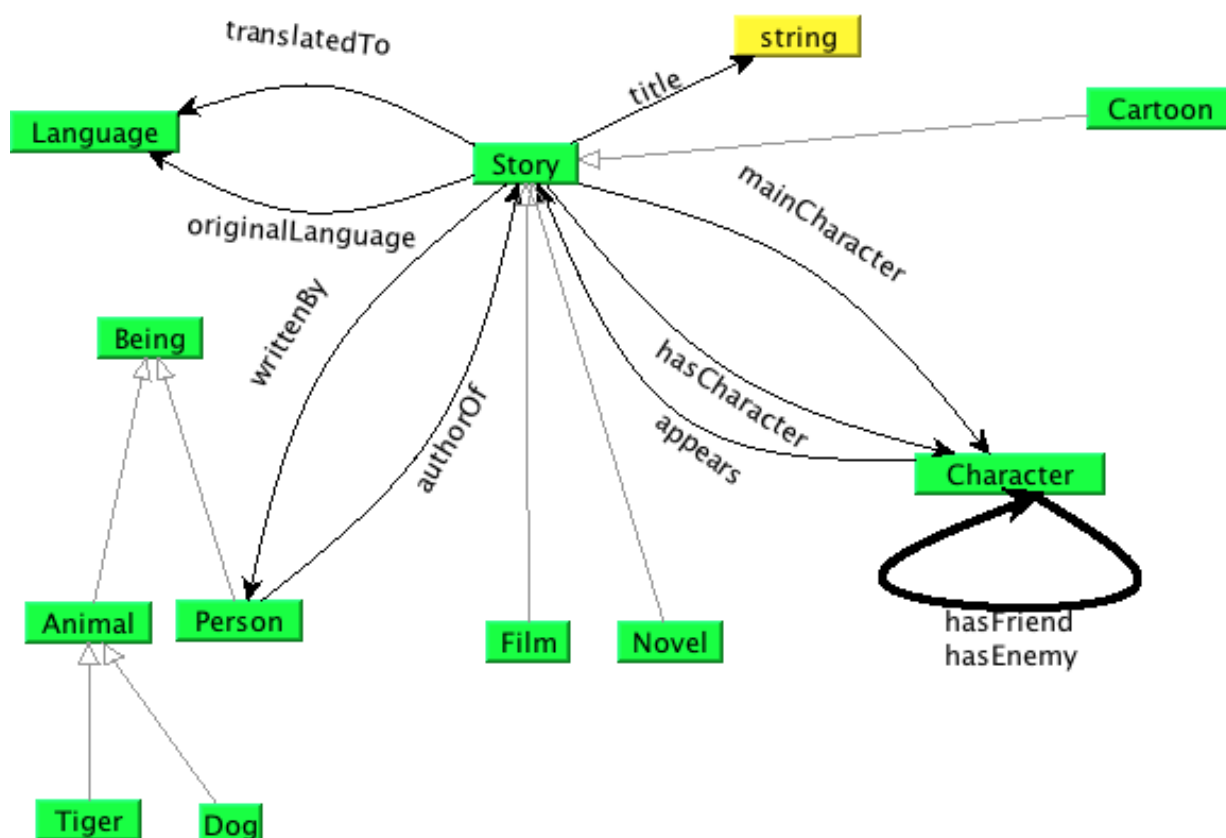 translatedTo
string
title
Language
Cartoon
Story
mainCharacter
originalLanguage
writtenBy
Being
hasCharacter
authorOf
appears
Character
Animal
Person
Film
Novel
hasFriend
hasEnemy
Tiger
Dog